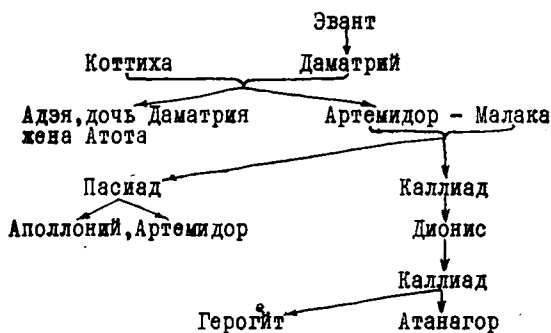 Эвант
Коттиха Даматрий
Адэя, дочь Даматрия Артемидор - Малака
жена Атота
Пасиад Каллиад
Аполлоний, Артемидор Дионис
Каллиад
Герогит Атанагор